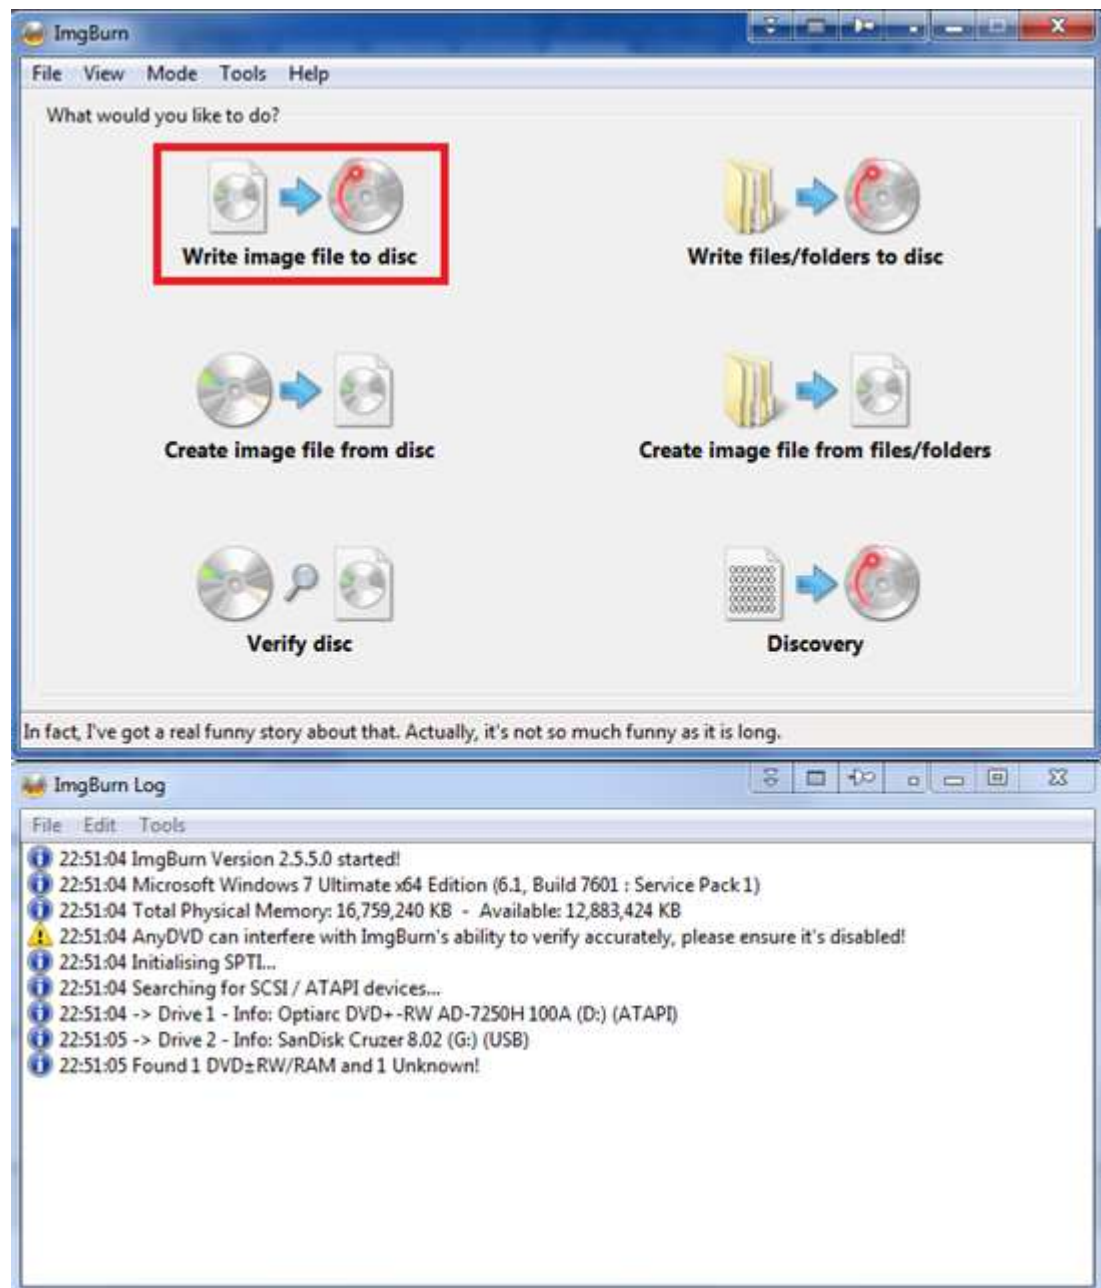 ImgBurn
File View Mode Tools Help
What would you like to do?
Write image file to disc
Write files/folders to disc
Create image file from disc
Create image file from files/folders
Verify disc
Discovery
In fact, I've got a real funny story about that. Actually, it's not so much funny as it is long.
ImgBurn Log
File Edit Tools
22:51:04 ImgBurn Version 2.5.5.0 started!
22:51:04 Microsoft Windows 7 Ultimate x64 Edition (6.1, Build 7601 : Service Pack 1)
22:51:04 Total Physical Memory: 16,759,240 KB - Available: 12,883,424 KB
22:51:04 AnyDVD can interfere with ImgBurn's ability to verify accurately, please ensure it's disabled!
22:51:04 Initialising SPTI...
22:51:04 Searching for SCSI / ATAPI devices...
22:51:04 -> Drive 1 - Info: Optiarc DVD+-RW AD-7250H 100A (D:) (ATAPI)
22:51:05 -> Drive 2 - Info: SanDisk Cruzer 8.02 (G:) (USB)
22:51:05 Found 1 DVD±RW/RAM and 1 Unknown!